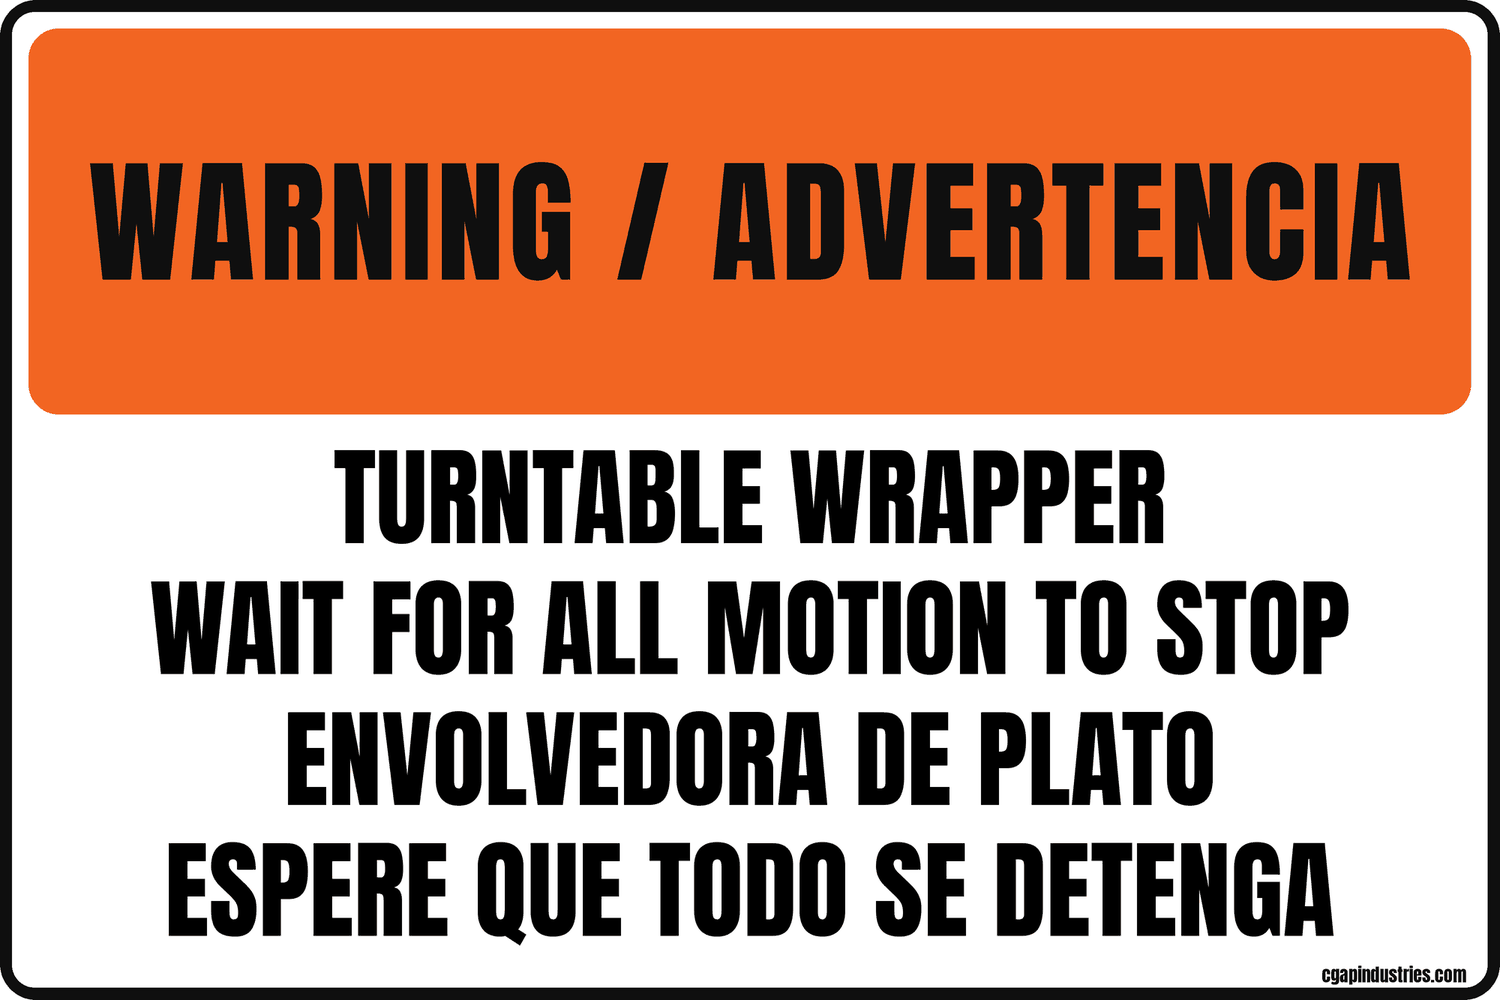 WARNING / ADVERTENCIA
TURNTABLE WRAPPER
WAIT FOR ALL MOTION TO STOP
ENVOLVEDORA DE PLATO
ESPERE QUE TODO SE DETENGA
cgapindustries.com